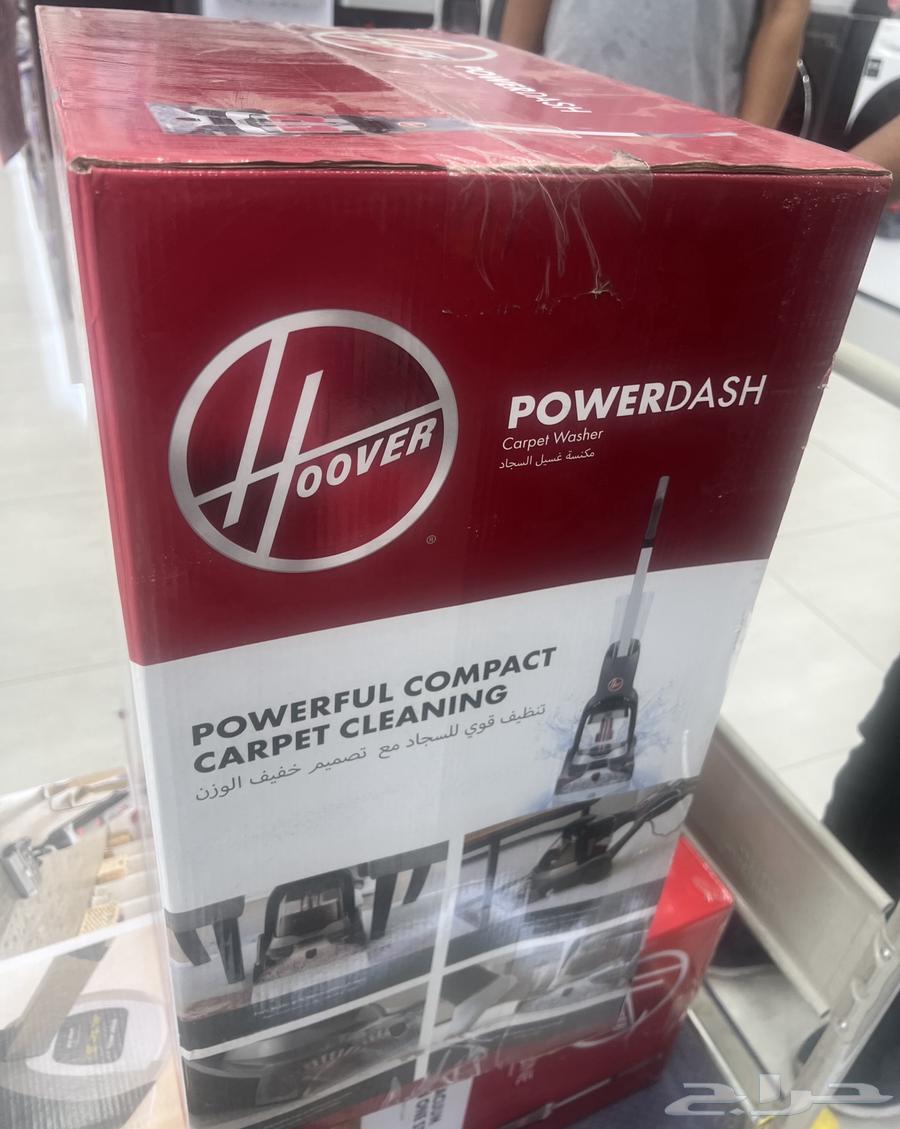 POWERDASH
HOOVER
®
POWERDASH
Carpet Washer
مكنسة غسيل السجاد
POWERFUL COMPACT
CARPET CLEANING
تنظيف قوي للسجاد مع تصميم خفيف الوزن
حراج